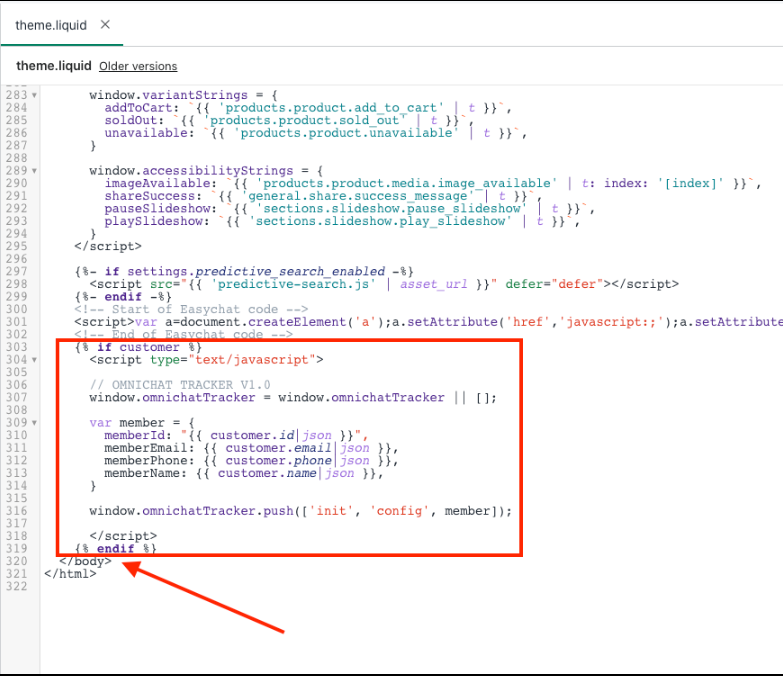 theme.liquid ×
theme.liquid Older versions
283 window.variantStrings = {
284 addToCart: `{{ 'products.product.add_to_cart' | t }}`,
285 soldOut: `{{ 'products.product.sold_out' | t }}`,
286 unavailable: `{{ 'products.product.unavailable' | t }}`,
287 }
288
289 window.accessibilityStrings = {
290 imageAvailable: `{{ 'products.product.media.image_available' | t: index: '[index]' }}`,
291 shareSuccess: `{{ 'general.share.success_message' | t }}`,
292 pauseSlideshow: `{{ 'sections.slideshow.pause_slideshow' | t }}`,
293 playSlideshow: `{{ 'sections.slideshow.play_slideshow' | t }}`,
294 }
295 </script>
296
297 {%- if settings.predictive_search_enabled -%}
298 <script src="{{ 'predictive-search.js' | asset_url }}" defer="defer"></script>
299 {%- endif -%}
300 <!-- Start of Easychat code -->
301 <script>var a=document.createElement('a');a.setAttribute('href','javascript:;');a.setAttribute
302 <!-- End of Easychat code -->
303 {% if customer %}
304 <script type="text/javascript">
305
306 // OMNICHAT TRACKER V1.0
307 window.omnichatTracker = window.omnichatTracker || [];
308
309 var member = {
310 memberId: "{{ customer.id|json }}",
311 memberEmail: {{ customer.email|json }},
312 memberPhone: {{ customer.phone|json }},
313 memberName: {{ customer.name|json }},
314 }
315
316 window.omnichatTracker.push(['init', 'config', member]);
317
318 </script>
319 {% endif %}
320 </body>
321 </html>
322